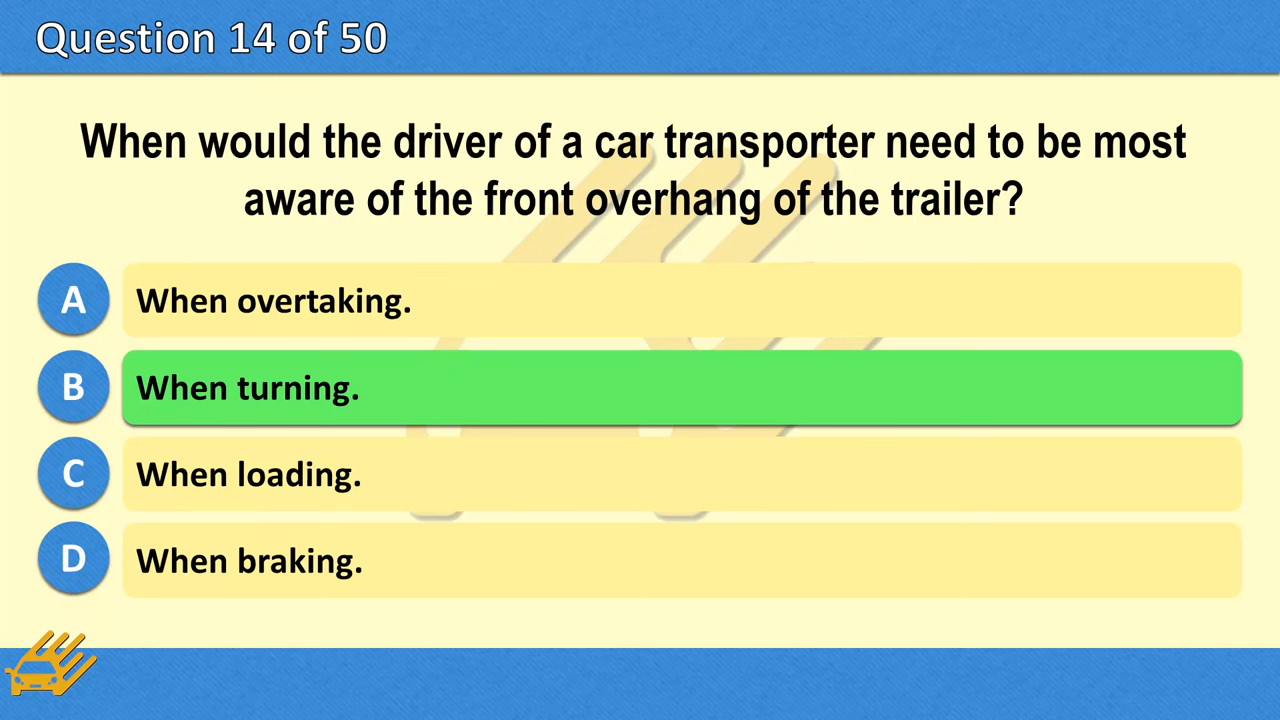 Question 14 of 50
When would the driver of a car transporter need to be most
aware of the front overhang of the trailer?
A When overtaking.
B When turning.
C When loading.
D When braking.